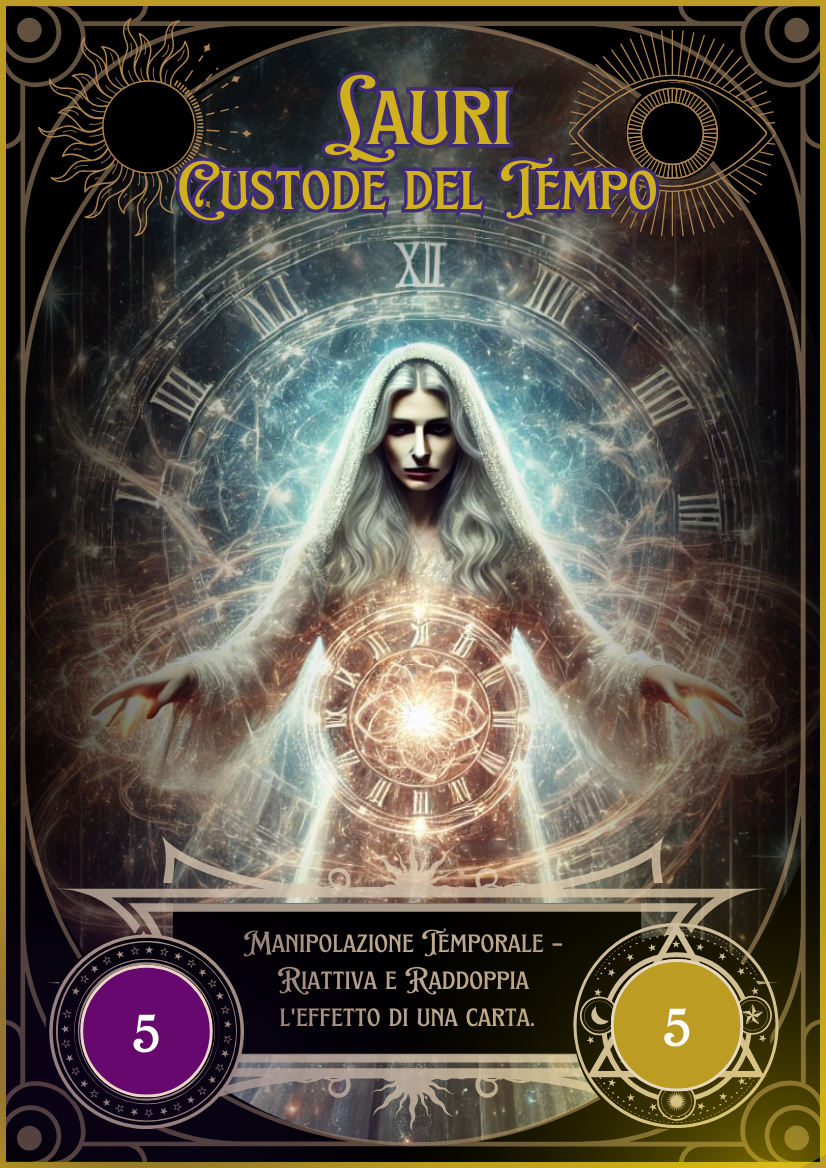 Lauri
Custode del Tempo
XII
Manipolazione Temporale -
Riattiva e Raddoppia
l'effetto di una carta.
5
5